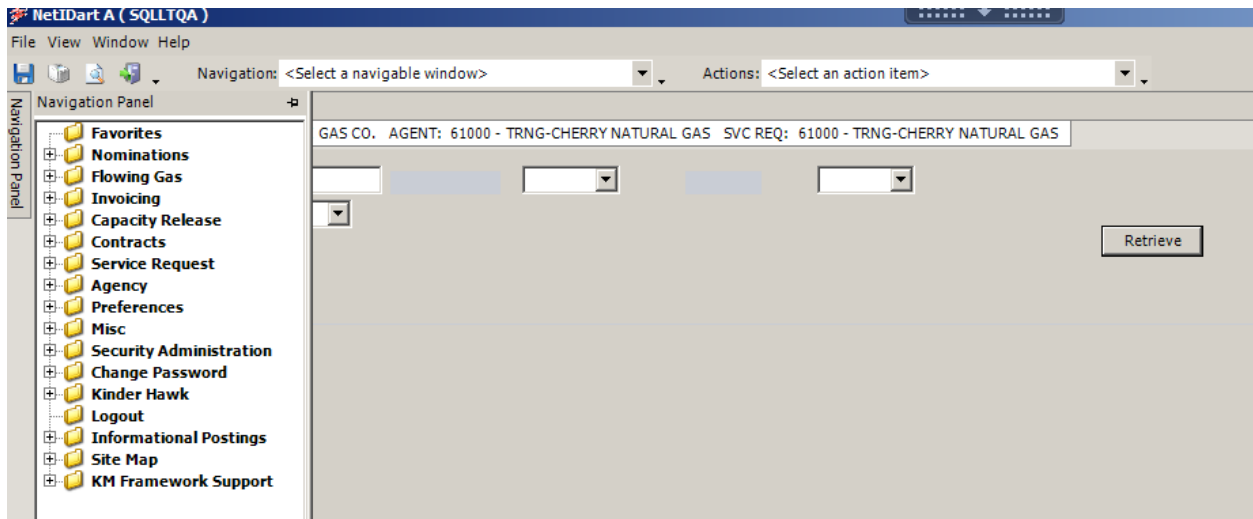 NetIDart A ( SQLLTQA )
File View Window Help
Navigation: <Select a navigable window> Actions: <Select an action item>
Navigation Panel
Navigation Panel
Favorites
GAS CO. AGENT: 61000 - TRNG-CHERRY NATURAL GAS SVC REQ: 61000 - TRNG-CHERRY NATURAL GAS
Nominations
Flowing Gas
Invoicing
Capacity Release
Contracts
Retrieve
Service Request
Agency
Preferences
Misc
Security Administration
Change Password
Kinder Hawk
Logout
Informational Postings
Site Map
KM Framework Support